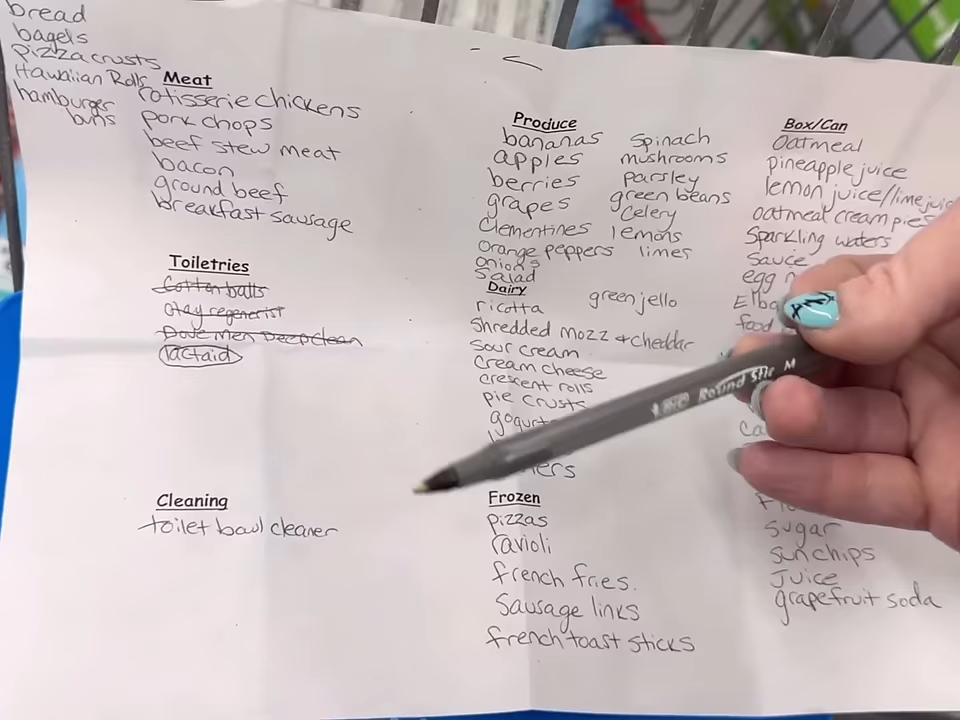 bread
bagels
pizza crusts
Hawaiian Rolls
hamburger
buns
Meat
rotisserie chickens
pork chops
beef stew meat
bacon
ground beef
breakfast sausage
Toiletries
Cotton balls
olay regenerist
Dove men Deep clean
lactaid
Cleaning
toilet bowl cleaner
Produce
bananas
apples
berries
grapes
Clementines
orange peppers
onions
Salad
Spinach
mushrooms
parsley
green beans
Celery
lemons
limes
Dairy
ricotta
green jello
Shredded mozz + cheddar
Sour cream
Cream cheese
crescent rolls
pie crusts
yogurt
Frozen
pizzas
ravioli
french fries.
Sausage links
french toast sticks
Box/Can
oatmeal
pineapple juice
lemon juice/lime juice
oatmeal cream pies
Sparkling waters
Sauce
egg
food
Sugar
sun chips
Juice
grapefruit soda
BIC Round Stic M